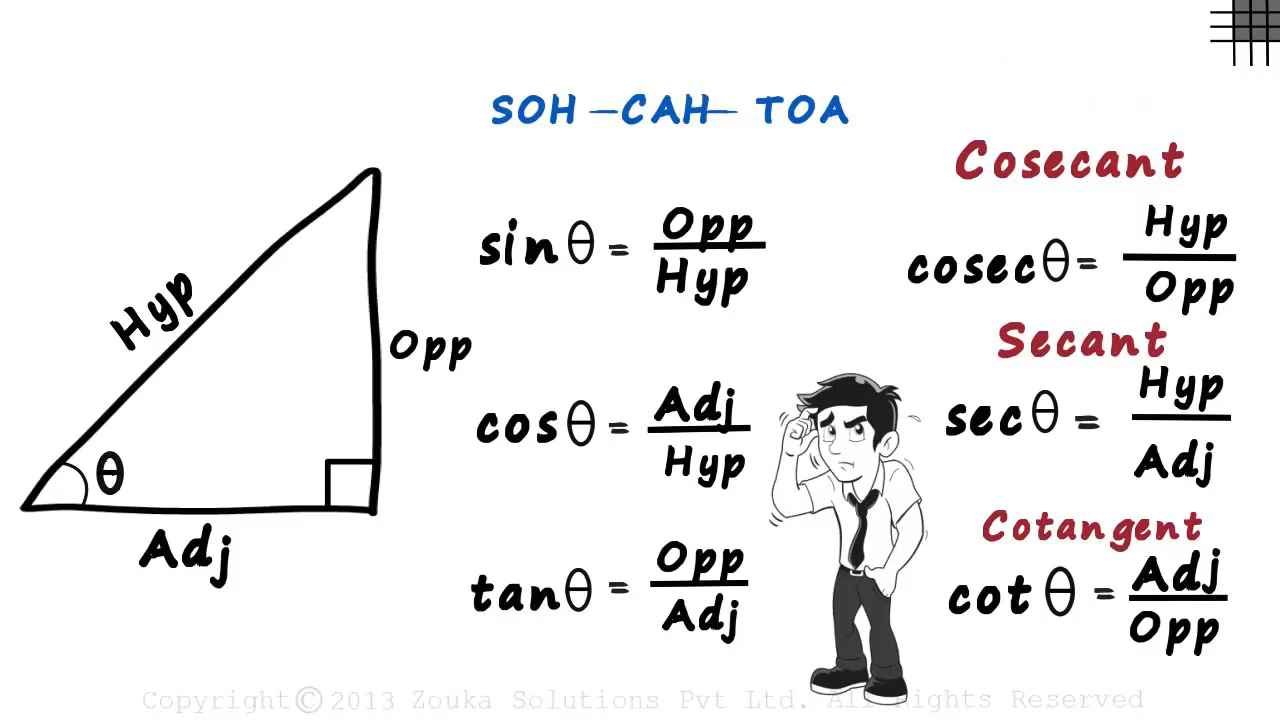 SOH – CAH – TOA
Hyp
Opp
θ
Adj
sinθ = Opp/Hyp
cosθ = Adj/Hyp
tanθ = Opp/Adj
Cosecant
cosecθ = Hyp/Opp
Secant
secθ = Hyp/Adj
Cotangent
cotθ = Adj/Opp
Copyright© 2013 Zouka Solutions Pvt Ltd. All Rights Reserved